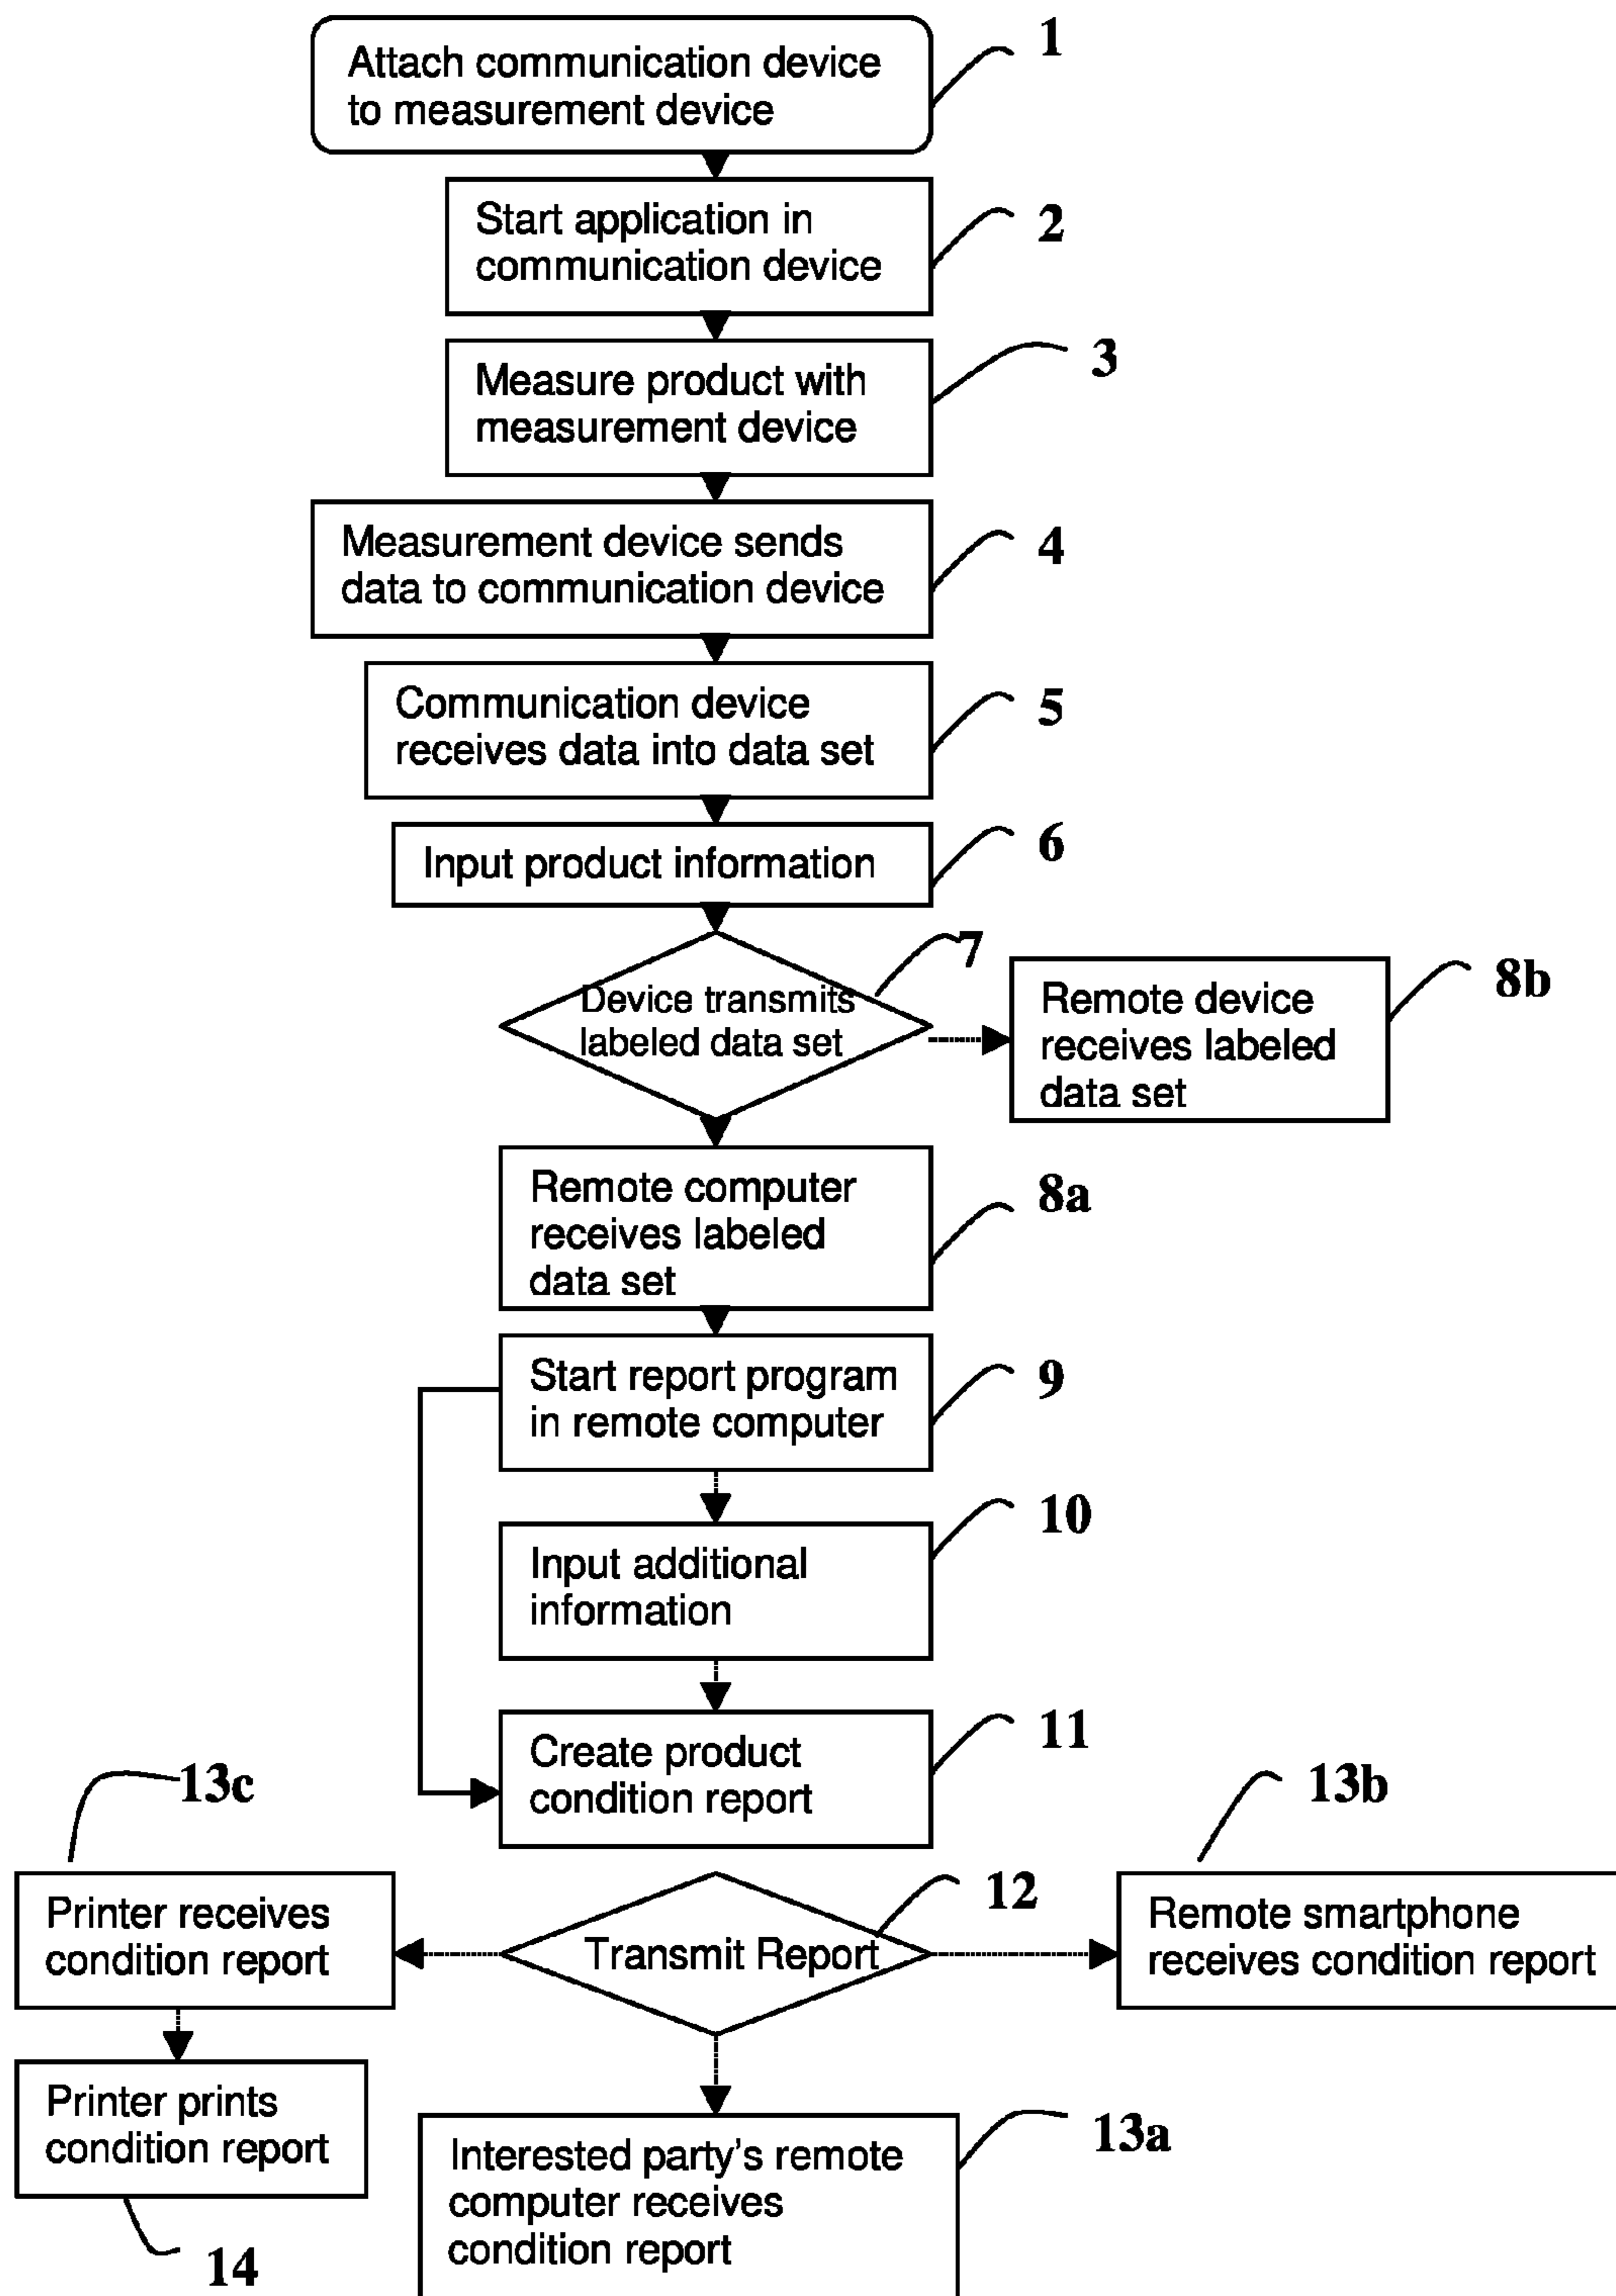 Attach communication device
to measurement device
1
Start application in
communication device
2
Measure product with
measurement device
3
Measurement device sends
data to communication device
4
Communication device
receives data into data set
5
Input product information
6
Device transmits
labeled data set
7
Remote device
receives labeled
data set
8b
Remote computer
receives labeled
data set
8a
Start report program
in remote computer
9
Input additional
information
10
Create product
condition report
11
13c
Printer receives
condition report
Transmit Report
12
13b
Remote smartphone
receives condition report
Printer prints
condition report
14
Interested party's remote
computer receives
condition report
13a